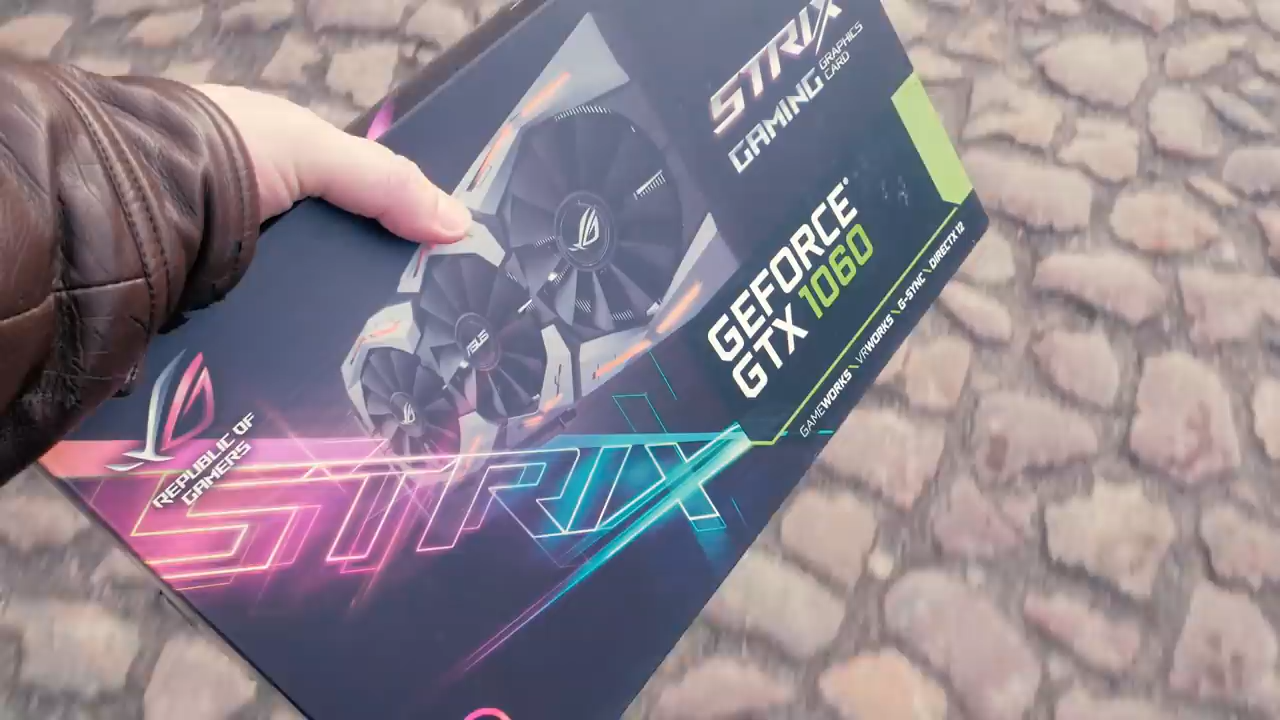 STRIX
GAMING GRAPHICS
CARD
GEFORCE®
GTX 1060
GAMEWORKS \ VRWORKS \ G-SYNC \ DIRECTX 12
ASUS
REPUBLIC OF
GAMERS
STRIX